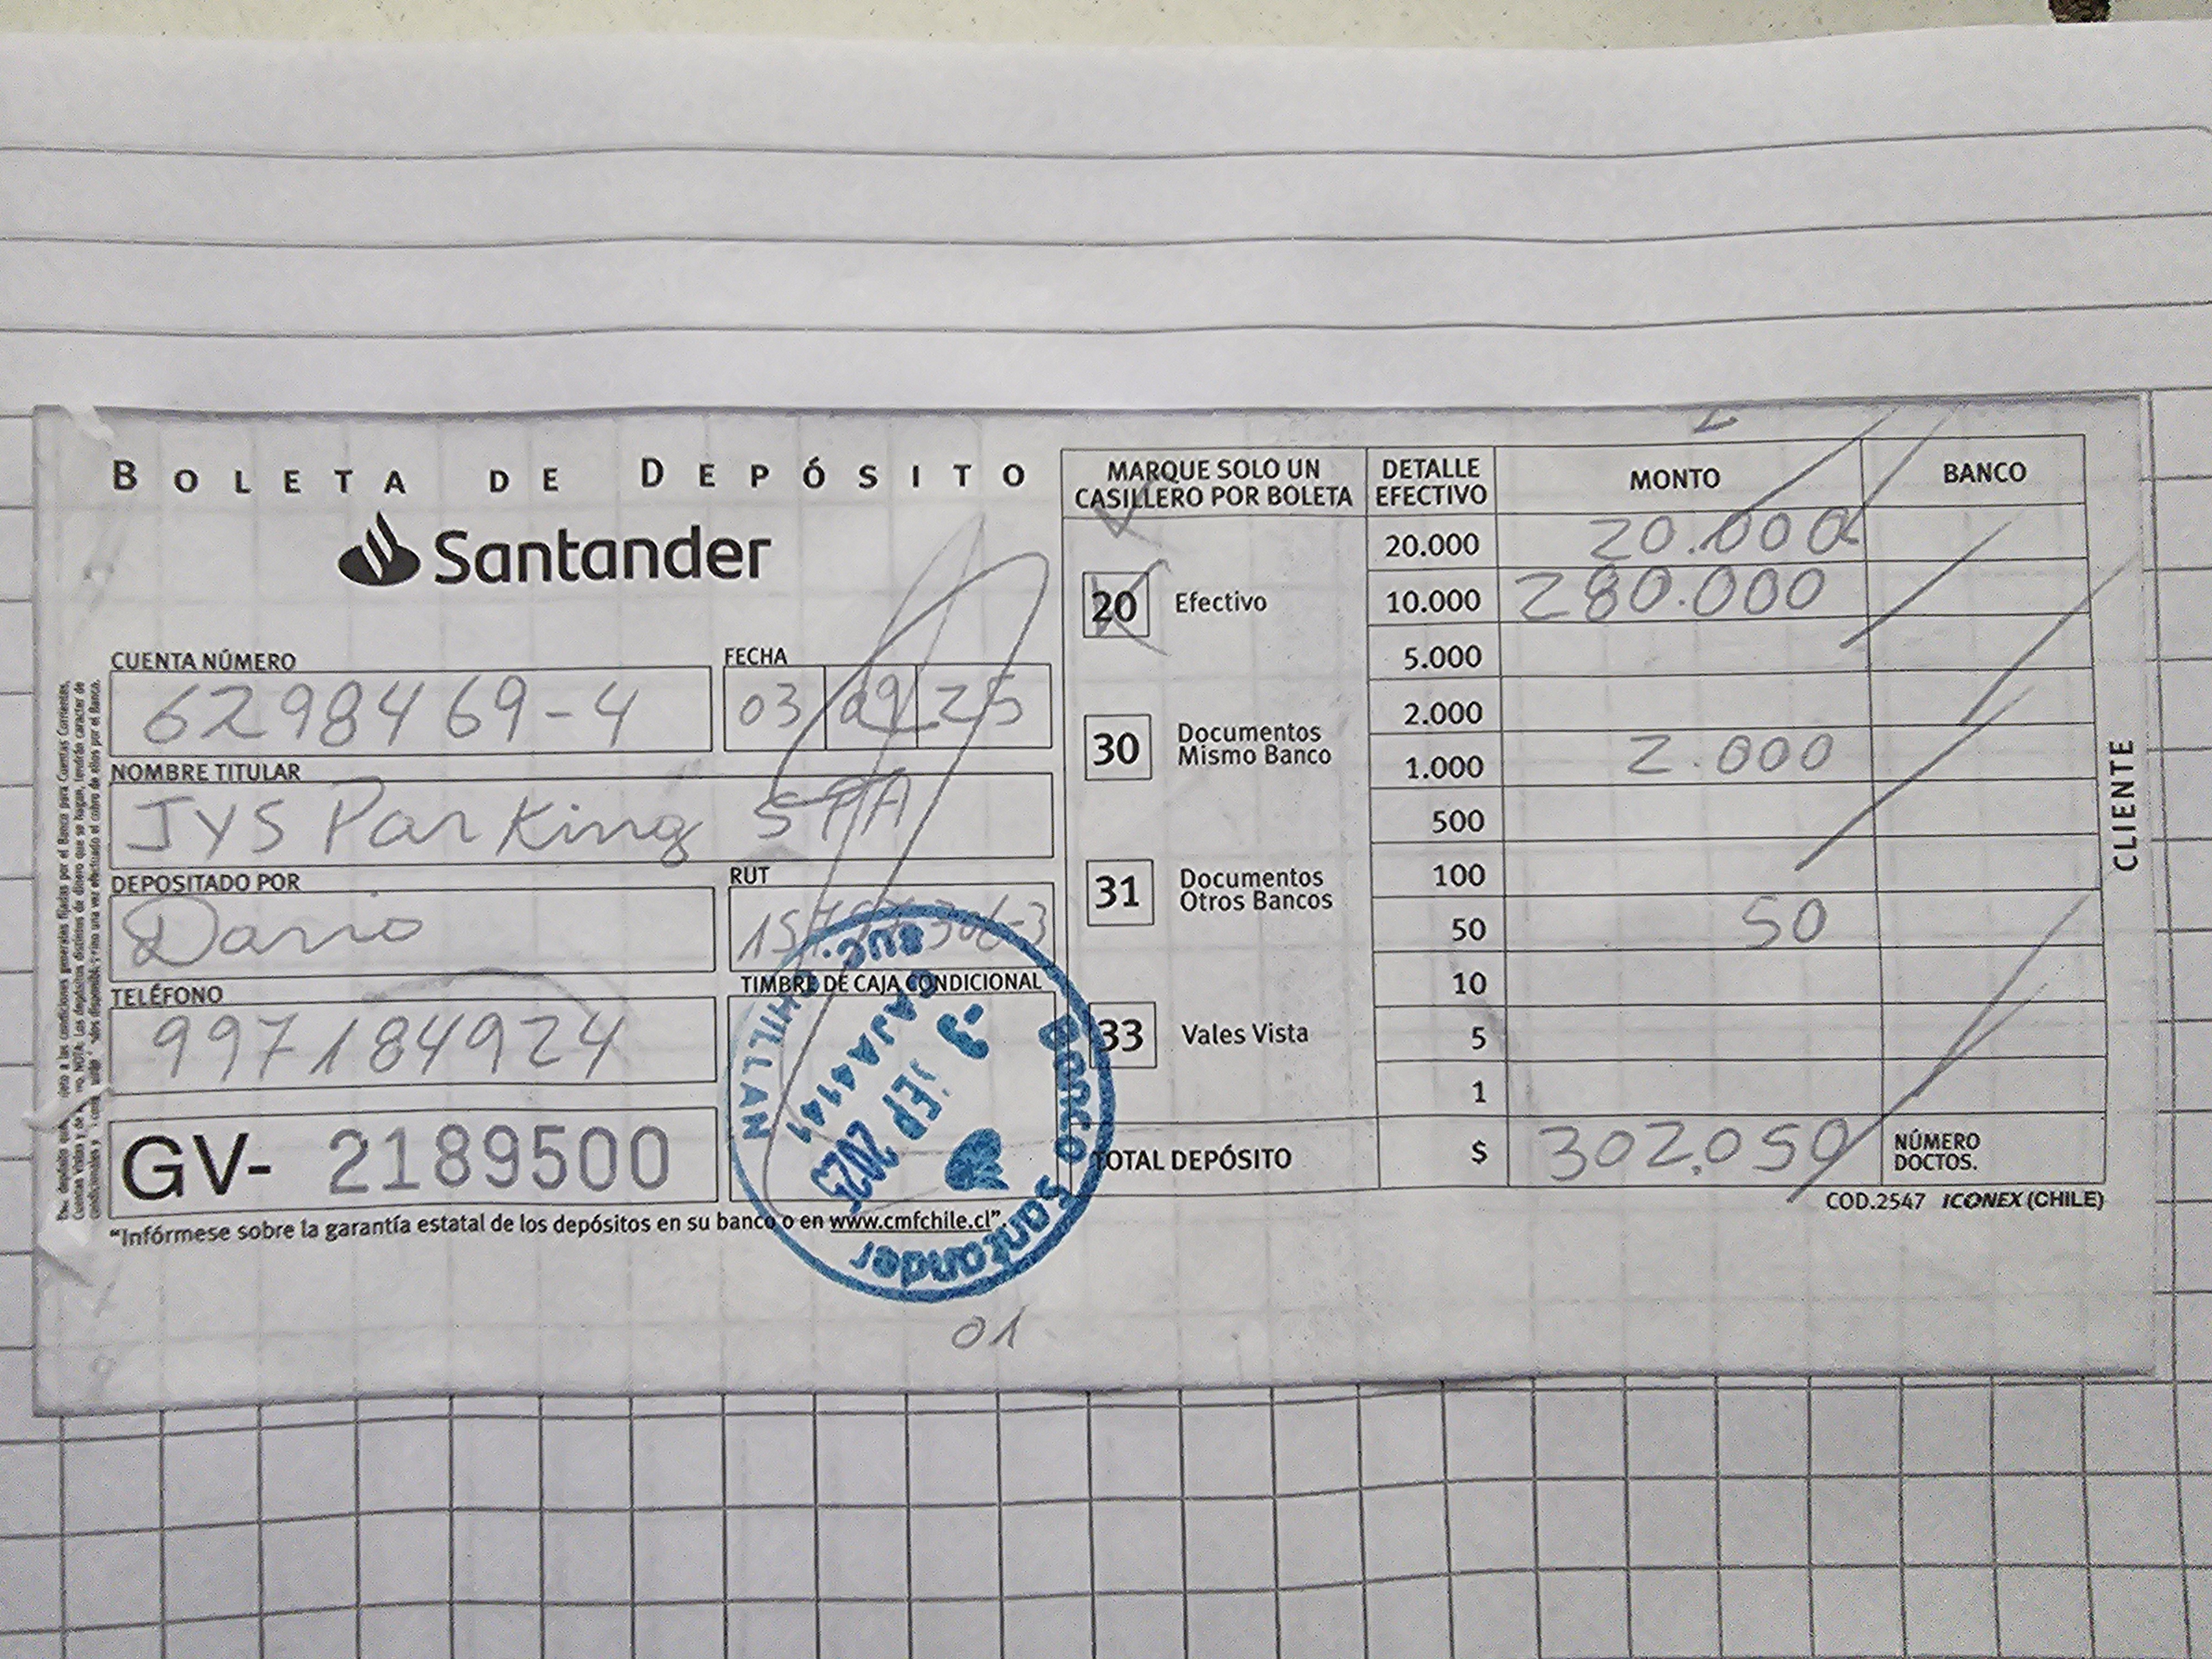 BOLETA DE DEPÓSITO
Santander
CUENTA NÚMERO
6298469-4
FECHA
03 09 25
NOMBRE TITULAR
JYS Parking SPA
DEPOSITADO POR
Dario
RUT
TELÉFONO
997184924
TIMBRE DE CAJA CONDICIONAL
GV- 2189500
"Infórmese sobre la garantía estatal de los depósitos en su banco o en www.cmfchile.cl".
Banco Santander
SUC. CHILLAN
CAJA4141
-3 SEP 2025
01
MARQUE SOLO UN
CASILLERO POR BOLETA
20 Efectivo
30 Documentos
Mismo Banco
31 Documentos
Otros Bancos
33 Vales Vista
DETALLE
EFECTIVO
MONTO
BANCO
20.000 20.000
10.000 280.000
5.000
2.000
1.000 2.000
500
100
50 50
10
5
1
TOTAL DEPÓSITO $ 302.050
NÚMERO
DOCTOS.
COD.2547 ICONEX (CHILE)
CLIENTE